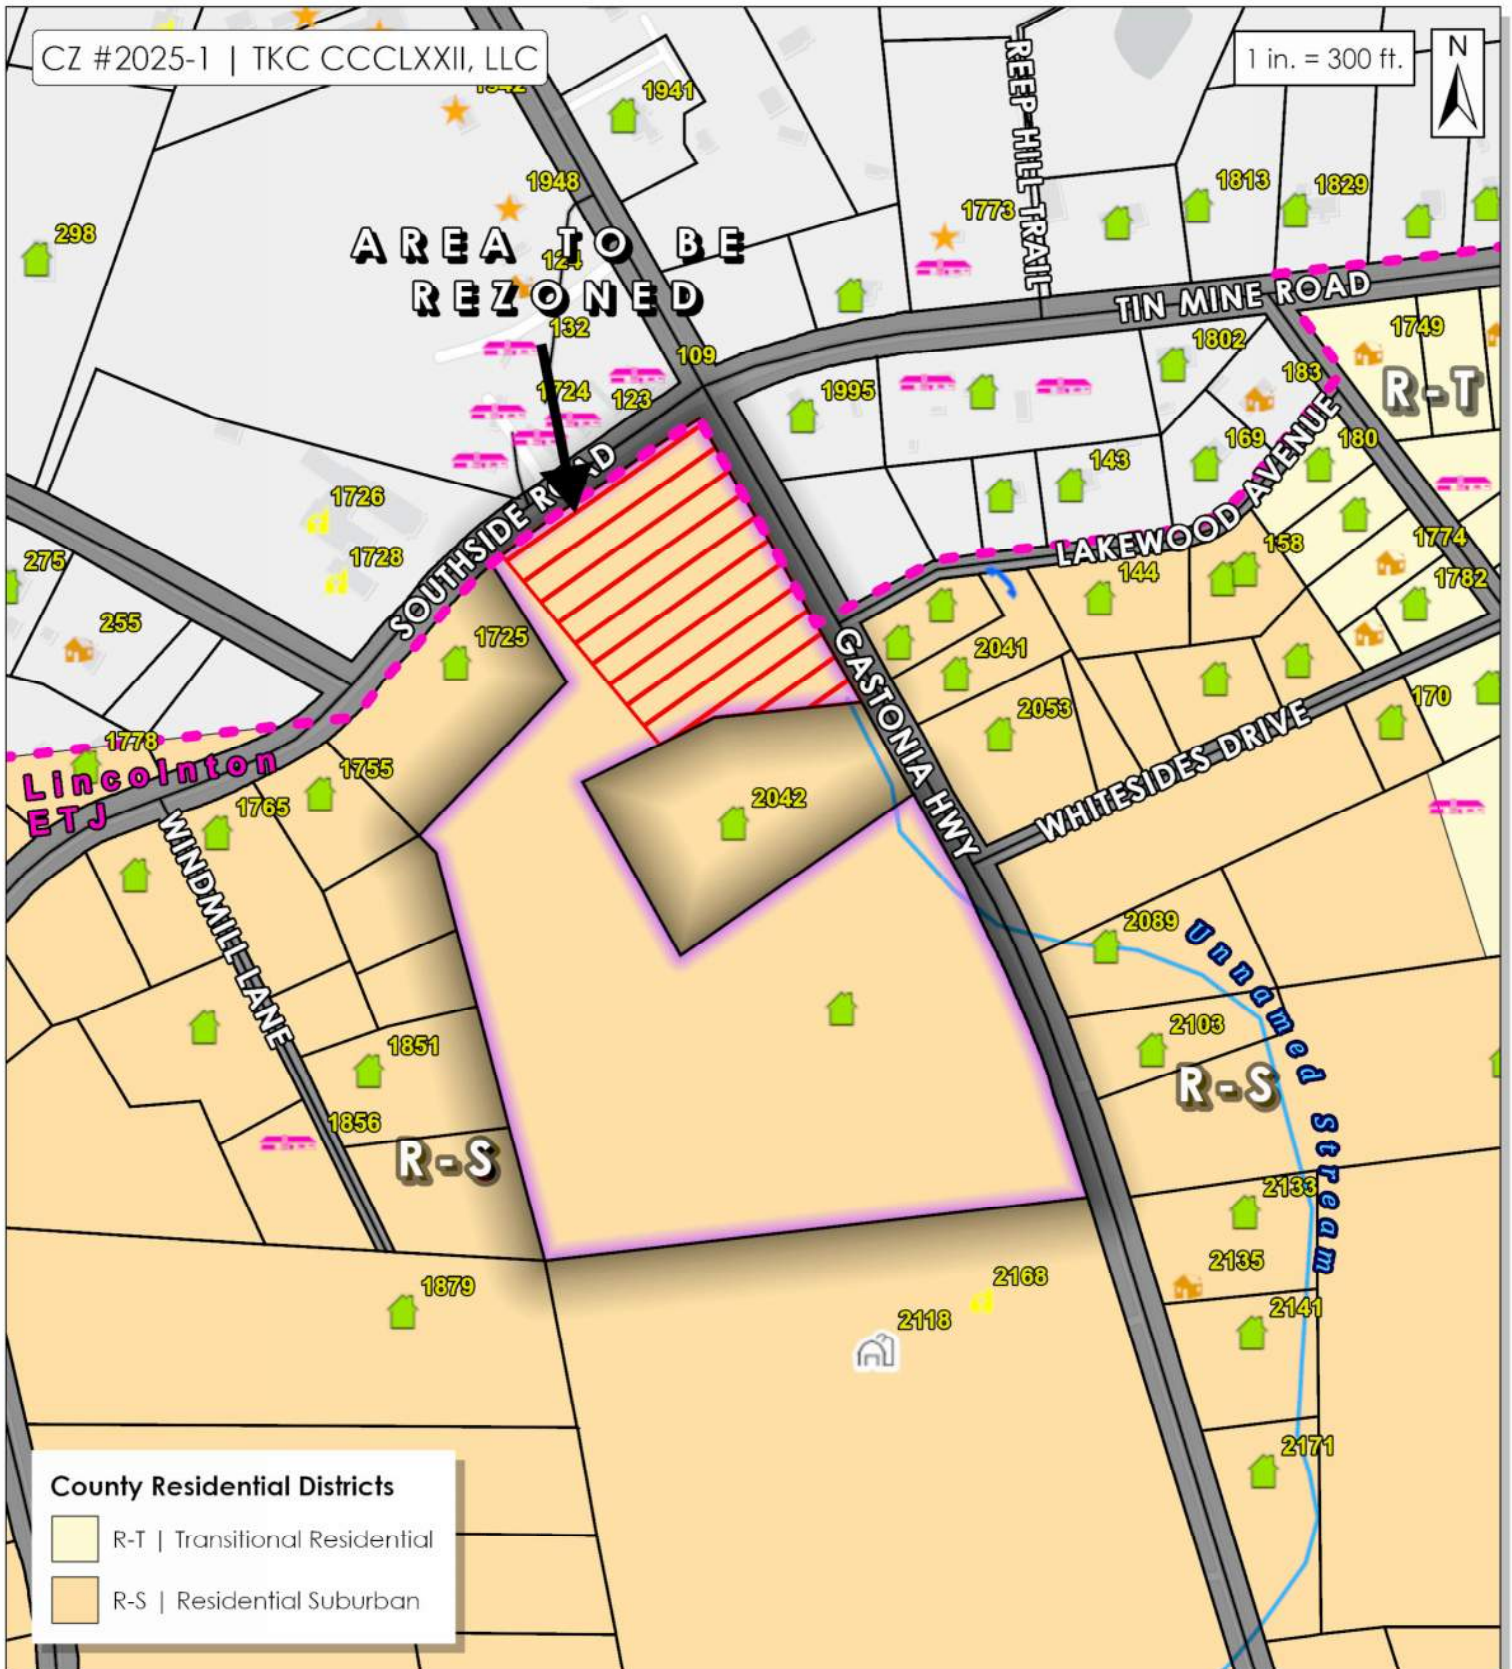 CZ #2025-1 | TKC CCCLXXII, LLC
1 in. = 300 ft.
N
1942
1941
REEP HILL TRAIL
1948
1813
1829
1773
298
AREA TO BE
REZONED
124
132
TIN MINE ROAD
1749
1802
109
183
R-T
1724
123
1995
169
180
143
SOUTHSIDE ROAD
LAKEWOOD AVENUE
1726
1728
275
158
1774
144
1782
255
1725
GASTONIA HWY
2041
170
2053
WHITESIDES DRIVE
1778
Lincolnton
ETJ
1755
1765
2042
WINDMILL LANE
2089
Unnamed Stream
2103
1851
R-S
1856
R-S
2133
2135
1879
2168
2118
2141
2171
County Residential Districts
R-T | Transitional Residential
R-S | Residential Suburban